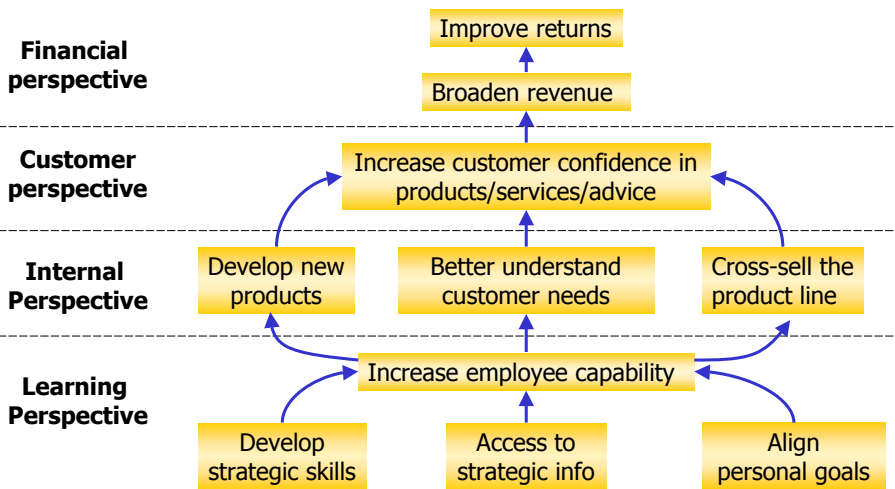 Financial
perspective
Improve returns
Broaden revenue
Customer
perspective
Increase customer confidence in
products/services/advice
Internal
Perspective
Develop new
products
Better understand
customer needs
Cross-sell the
product line
Learning
Perspective
Increase employee capability
Develop
strategic skills
Access to
strategic info
Align
personal goals